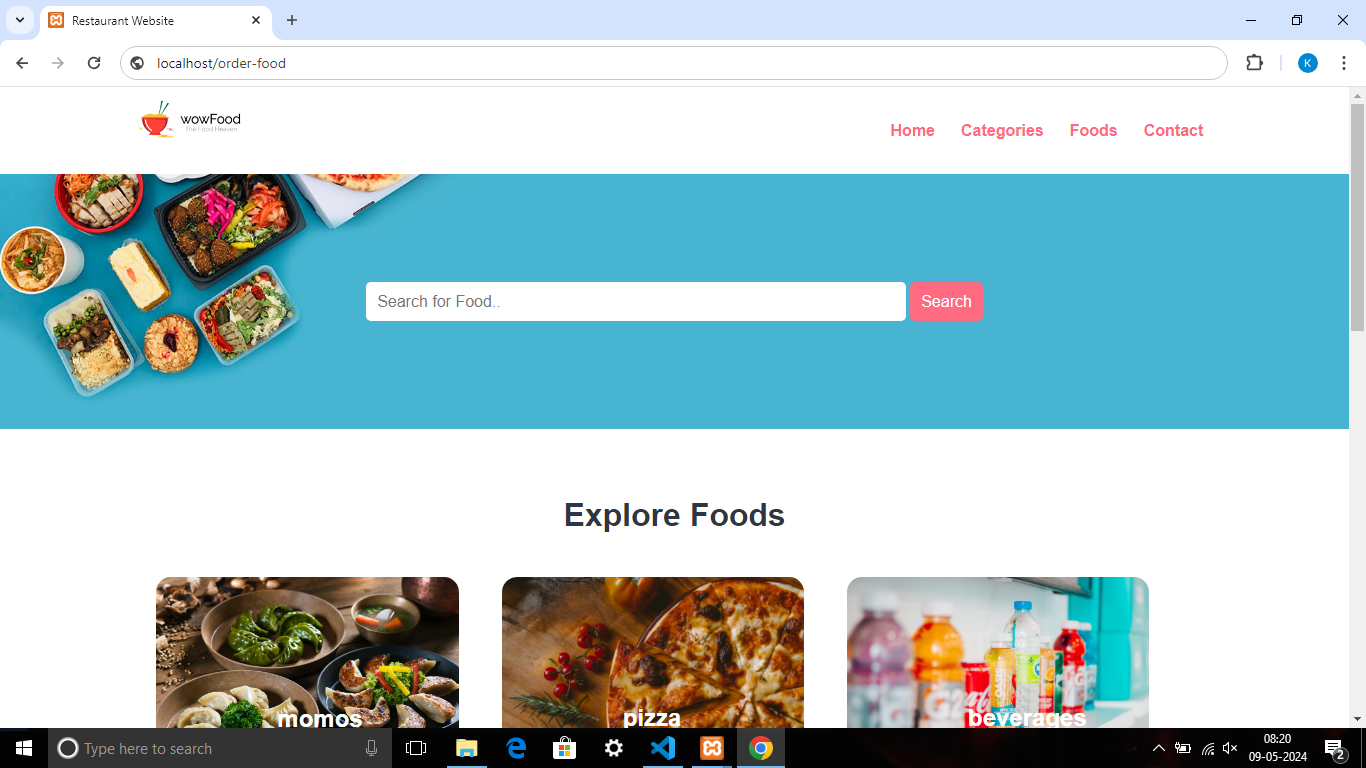 Restaurant Website
localhost/order-food
K
wowFood
The Food Heaven
Home Categories Foods Contact
Search for Food..
Search
Explore Foods
momos
pizza
beverages
Type here to search
08:20
09-05-2024
2